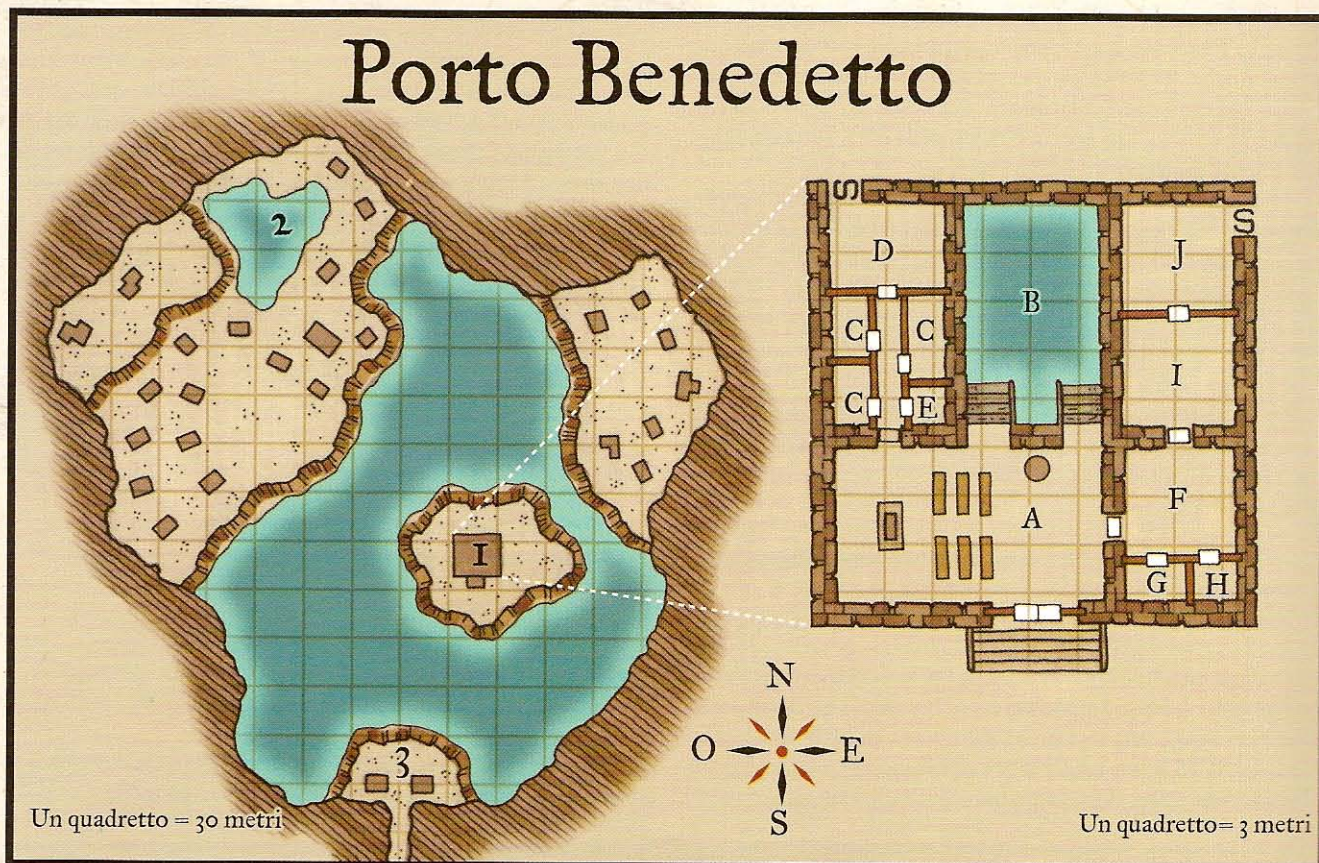 Porto Benedetto
2
1
3
Un quadretto = 30 metri
S
S
D
J
B
C
C
I
C
E
A
F
G
H
N
O
E
S
Un quadretto= 3 metri